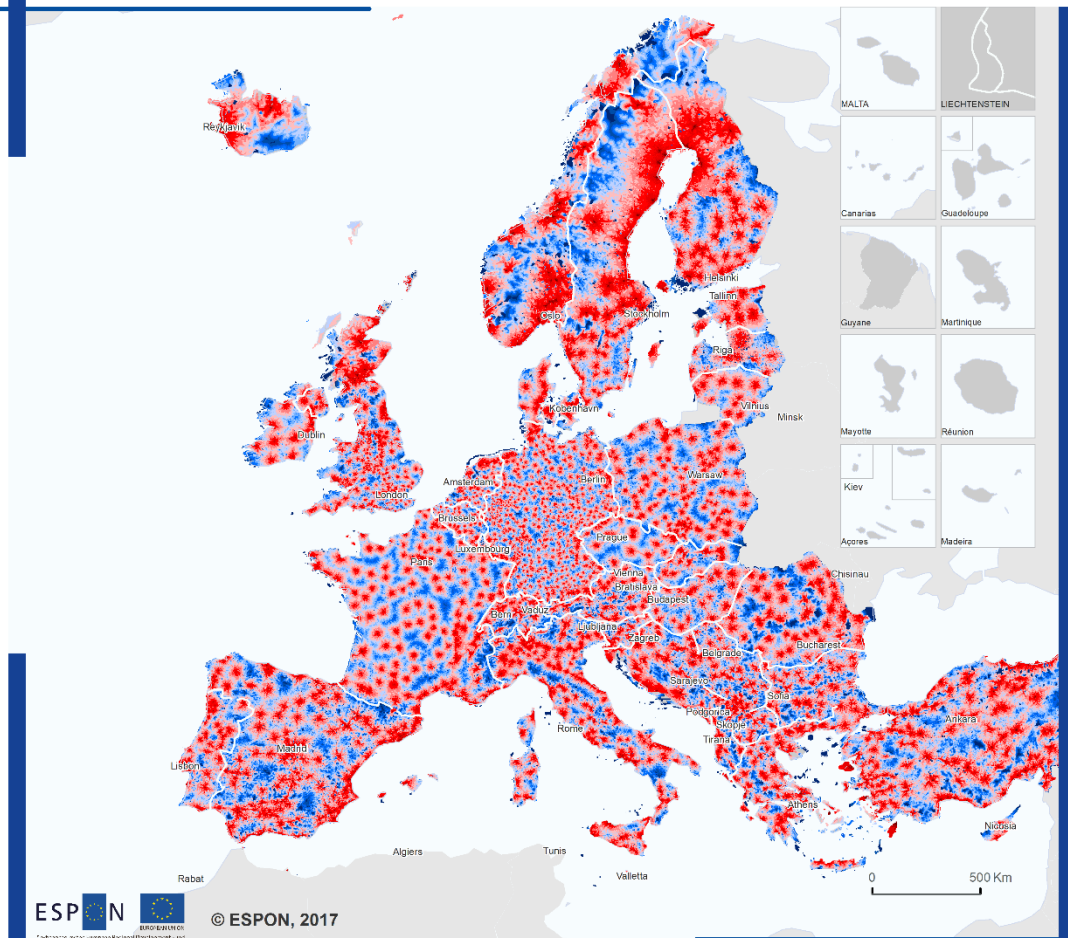 MALTA
LIECHTENSTEIN
Reykjavik
Canarias
Guadeloupe
Helsinki
Tallinn
Guyane
Martinique
Oslo
Stockholm
Riga
København
Vilnius
Minsk
Mayotte
Réunion
Dublin
Amsterdam
Berlin
Warsaw
London
Kiev
Brussels
Prague
Açores
Madeira
Luxembourg
Paris
Vienna
Chisinau
Bratislava
Budapest
Bern
Vaduz
Ljubljana
Zagreb
Belgrade
Bucharest
Sarajevo
Sofia
Podgorica
Skopje
Ankara
Rome
Tirana
Madrid
Lisbon
Athens
Nicosia
Algiers
Tunis
Rabat
Valletta
0 500 Km
ESPON
EUROPEAN UNION
© ESPON, 2017